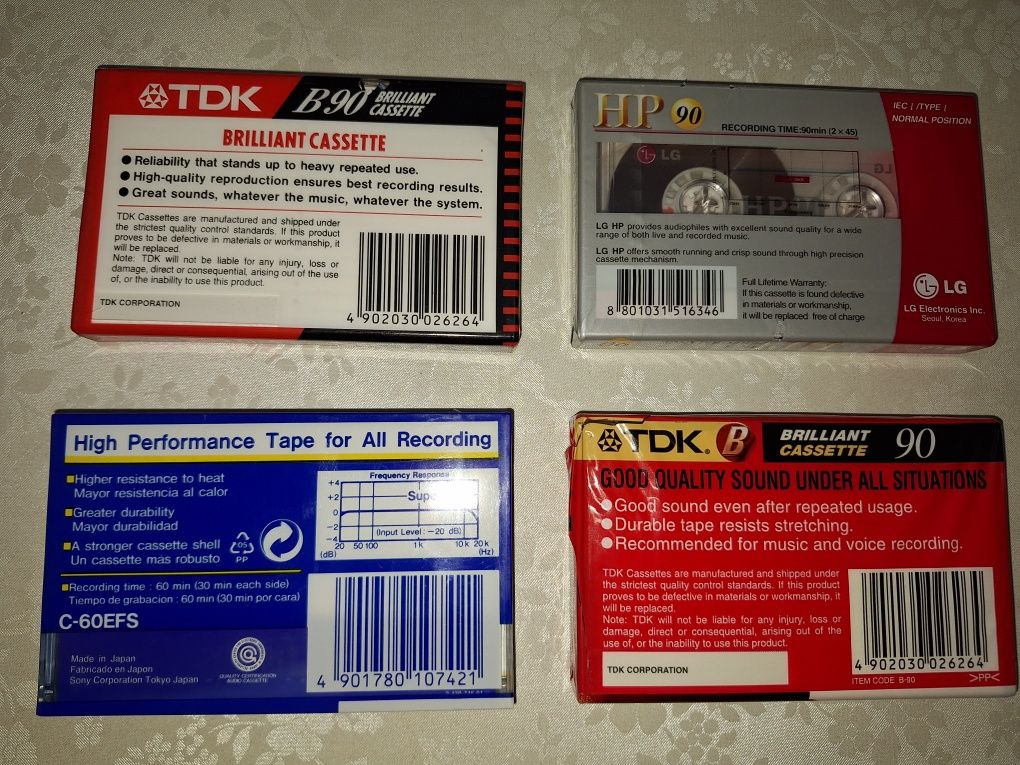 TDK B90 BRILLIANT
CASSETTE
BRILLIANT CASSETTE
● Reliability that stands up to heavy repeated use.
● High-quality reproduction ensures best recording results.
● Great sounds, whatever the music, whatever the system.
TDK Cassettes are manufactured and shipped under
the strictest quality control standards. If this product
proves to be defective in materials or workmanship, it
will be replaced.
Note: TDK will not be liable for any injury, loss or
damage, direct or consequential, arising out of the use
of, or the inability to use this product.
TDK CORPORATION
4 902030 026264
HP 90
RECORDING TIME:90min (2 × 45)
IEC I /TYPE I
NORMAL POSITION
LG
LG HP provides audiophiles with excellent sound quality for a wide
range of both live and recorded music.
LG HP offers smooth running and crisp sound through high precision
cassette mechanism.
8 801031 516346
Full Lifetime Warranty:
If this cassette is found defective
in materials or workmanship,
it will be replaced free of charge
LG
LG Electronics Inc.
Seoul, Korea
High Performance Tape for All Recording
Higher resistance to heat
Mayor resistencia al calor
Greater durability
Mayor durabilidad
A stronger cassette shell
Un cassette más robusto
05
PP
Recording time : 60 min (30 min each side)
Tiempo de grabacion : 60 min (30 min por cara)
C-60EFS
Made in Japan
Fabricado en Japon
Sony Corporation Tokyo Japan
QUALITY CERTIFICATION
AUDIO CASSETTE
Frequency Response
+4
+2
0
-2
-4
(dB)
(Input Level : -20 dB)
20 50 100 1k 10k 20k
(Hz)
4 901780 107421
TDK. B BRILLIANT
CASSETTE 90
GOOD QUALITY SOUND UNDER ALL SITUATIONS
● Good sound even after repeated usage.
● Durable tape resists stretching.
● Recommended for music and voice recording.
TDK Cassettes are manufactured and shipped under
the strictest quality control standards. If this product
proves to be defective in materials or workmanship, it
will be replaced.
Note: TDK will not be liable for any injury, loss or
damage, direct or consequential, arising out of the
use of, or the inability to use this product.
TDK CORPORATION
4 902030 026264
ITEM CODE B-90
>PP<